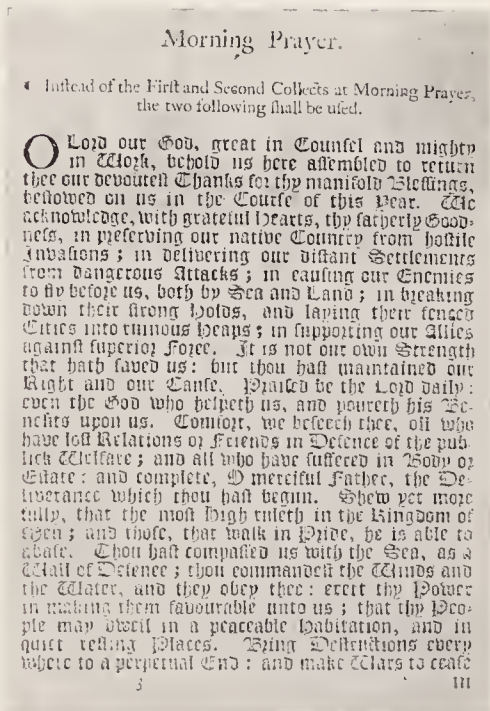 Morning Prayer.
Inſtead of the Firſt and Second Collects at Morning Prayer,
the two following ſhall be uſed.
O Lord our God, great in Counſel and mighty
in Work, behold us here aſſembled to return
thee our devouteſt Thanks for thy manifold Bleſſings,
beſtowed on us in the Courſe of this Year. We
acknowledge, with grateful Hearts, thy fatherly Good-
neſs, in preſerving our native Country from hoſtile
Invaſions; in delivering our diſtant Settlements
from dangerous Attacks; in cauſing our Enemies
to fly before us, both by Sea and Land; in breaking
down their ſtrong Holds, and laying their fenced
Cities into ruinous Heaps; in ſupporting our Allies
againſt ſuperior Force. It is not our own Strength
that hath ſaved us: but thou haſt maintained our
Right and our Cauſe. Praiſed be the Lord daily:
even the God who helpeth us, and poureth his Be-
nefits upon us. Comfort, we beſeech thee, all who
have loſt Relations or Friends in Defence of the pub-
lick Welfare; and all who have ſuffered in Body or
Eſtate: and complete, O merciful Father, the De-
liverance which thou haſt begun. Shew yet more
fully, that the moſt High ruleth in the Kingdom of
Men; and thoſe, that walk in Pride, he is able to
abaſe. Thou haſt compaſſed us with the Sea, as a
Wall of Defence; thou commandeſt the Winds and
the Water, and they obey thee: exert thy Power
in making them favourable unto us; that thy Peo-
ple may dwell in a peaceable Habitation, and in
quiet reſting Places. Bring Deſtructions every
where to a perpetual End: and make Wars to ceaſe
3 in